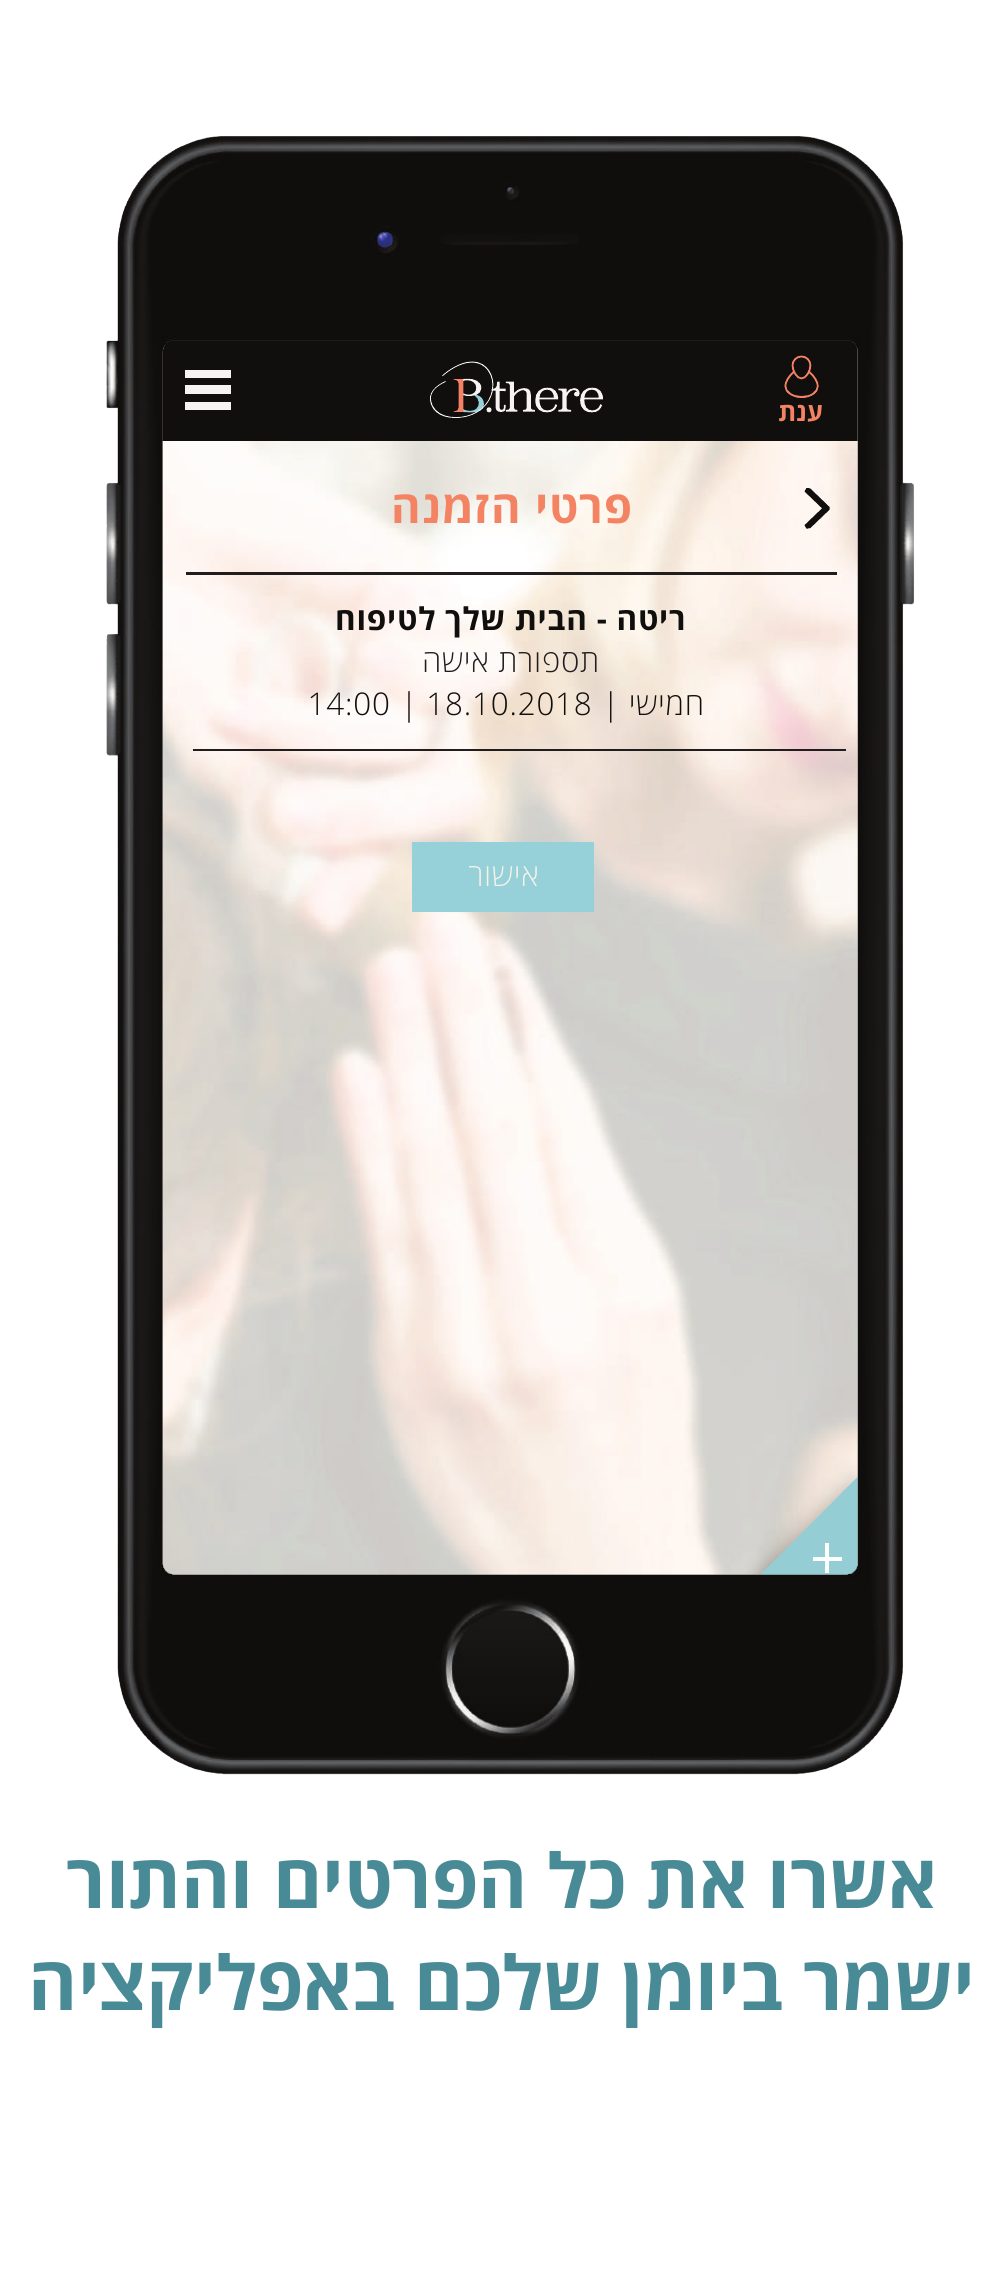 B.there
ענת
פרטי הזמנה
ריטה - הבית שלך לטיפוח
תספורת אישה
חמישי | 18.10.2018 | 14:00
אישור
אשרו את כל הפרטים והתור
ישמר ביומן שלכם באפליקציה